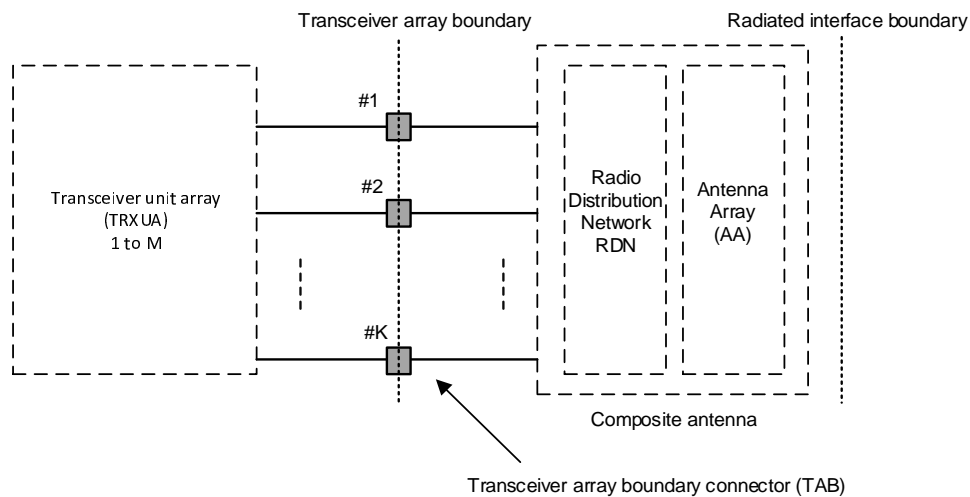 Transceiver array boundary
Radiated interface boundary
#1
#2
#K
Transceiver unit array
(TRXUA)
1 to M
Radio
Distribution
Network
RDN
Antenna
Array
(AA)
Composite antenna
Transceiver array boundary connector (TAB)